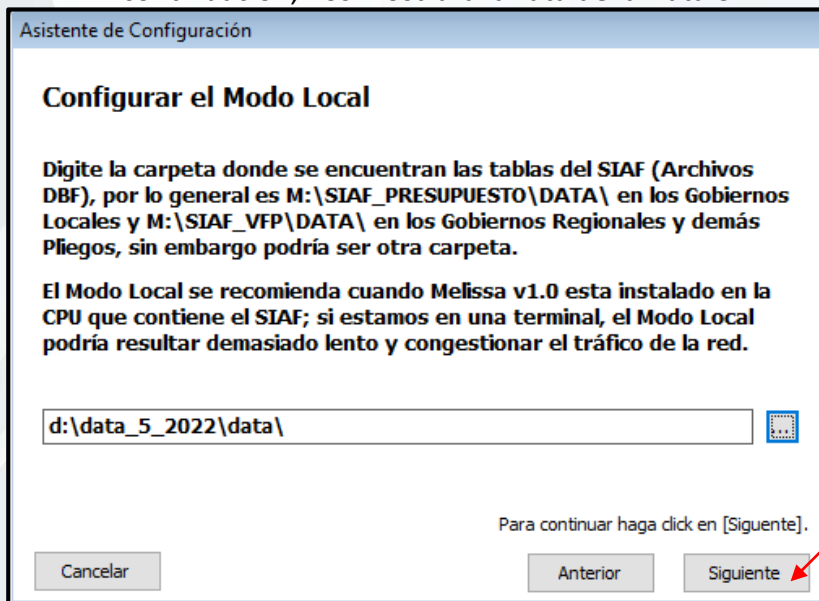 Asistente de Configuración
Configurar el Modo Local
Digite la carpeta donde se encuentran las tablas del SIAF (Archivos
DBF), por lo general es M:\SIAF_PRESUPUESTO\DATA\ en los Gobiernos
Locales y M:\SIAF_VFP\DATA\ en los Gobiernos Regionales y demás
Pliegos, sin embargo podría ser otra carpeta.
El Modo Local se recomienda cuando Melissa v1.0 esta instalado en la
CPU que contiene el SIAF; si estamos en una terminal, el Modo Local
podría resultar demasiado lento y congestionar el tráfico de la red.
d:\data_5_2022\data\
...
Para continuar haga click en [Siguente].
Cancelar
Anterior
Siguiente